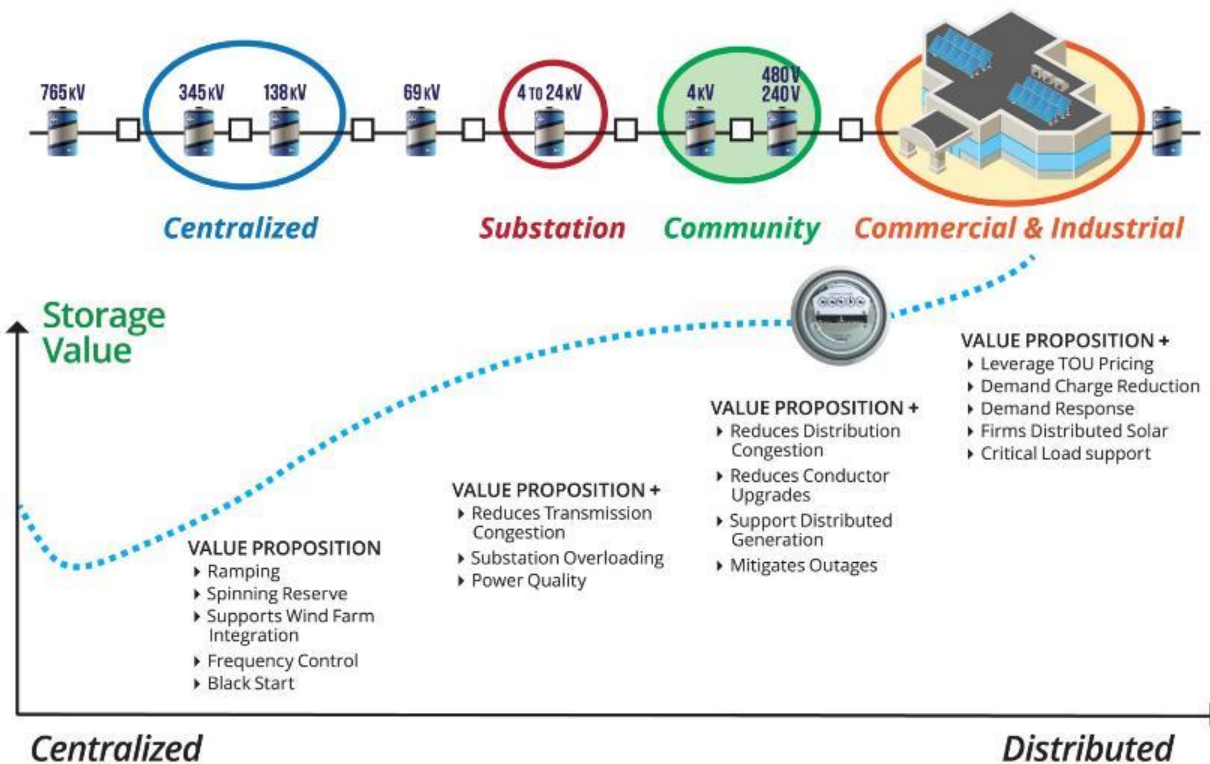 765kV
345kV
138kV
69kV
4 TO 24kV
4kV
480V
240V
Centralized
Substation
Community
Commercial & Industrial
Storage
Value
VALUE PROPOSITION
Ramping
Spinning Reserve
Supports Wind Farm
Integration
Frequency Control
Black Start
VALUE PROPOSITION +
Reduces Transmission
Congestion
Substation Overloading
Power Quality
VALUE PROPOSITION +
Reduces Distribution
Congestion
Reduces Conductor
Upgrades
Support Distributed
Generation
Mitigates Outages
VALUE PROPOSITION +
Leverage TOU Pricing
Demand Charge Reduction
Demand Response
Firms Distributed Solar
Critical Load support
Centralized
Distributed